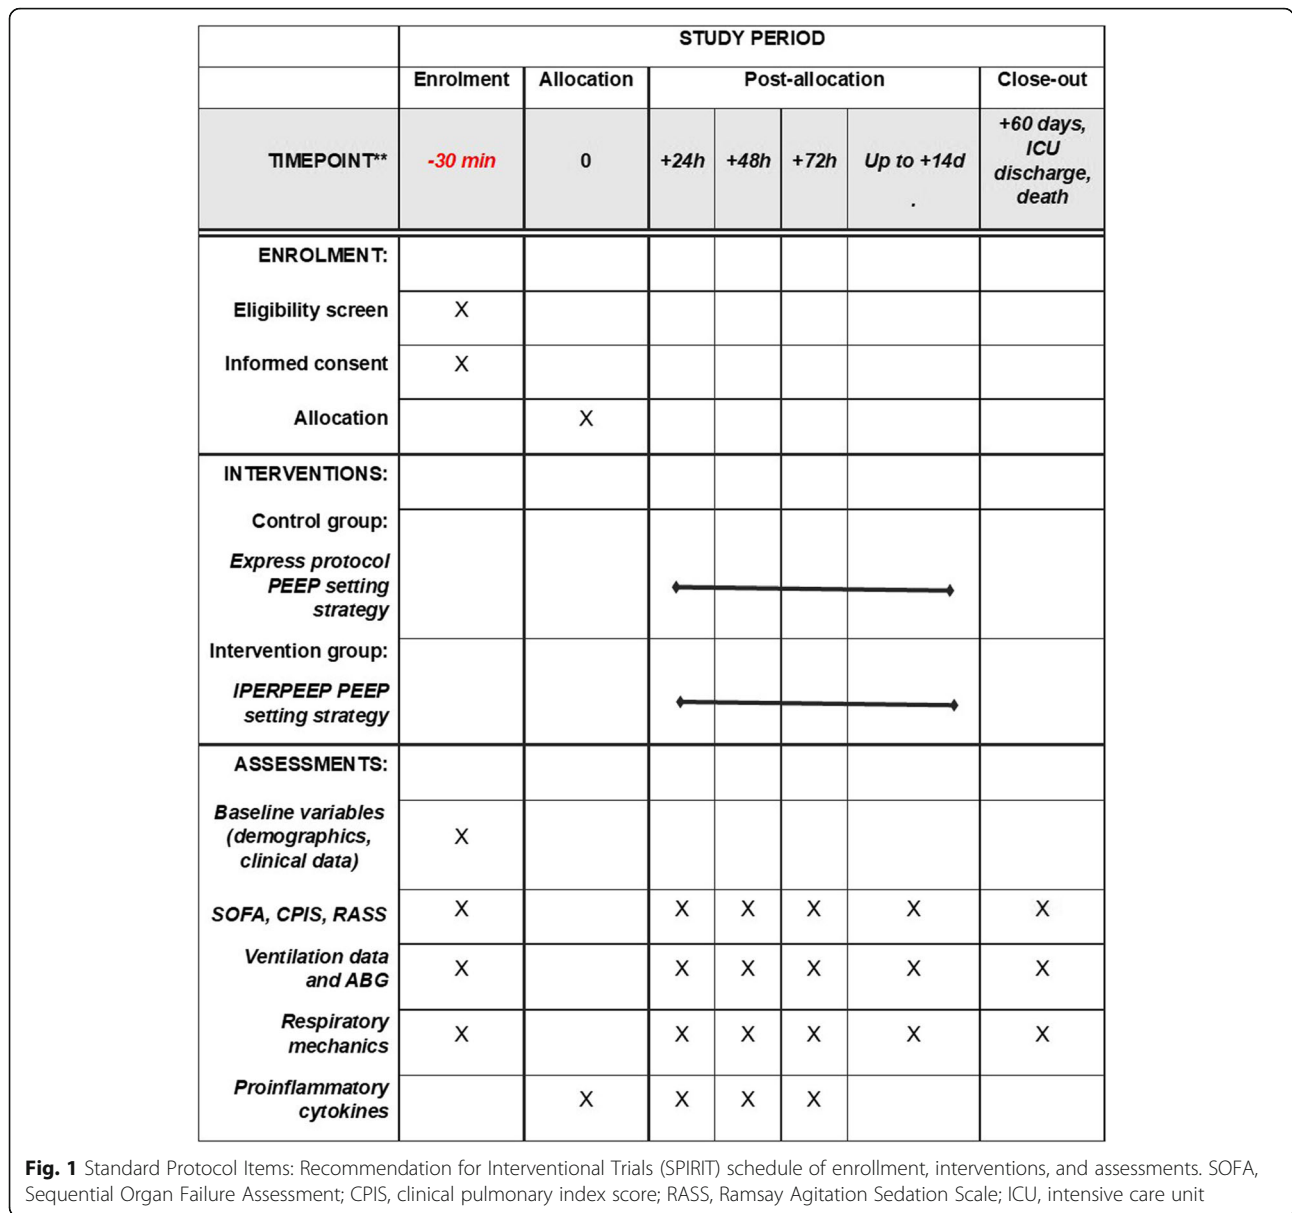 STUDY PERIOD
Enrolment Allocation Post-allocation Close-out
TIMEPOINT** -30 min 0 +24h +48h +72h Up to +14d . +60 days, ICU discharge, death
ENROLMENT:
Eligibility screen X
Informed consent X
Allocation X
INTERVENTIONS:
Control group:
Express protocol
PEEP setting
strategy
Intervention group:
IPERPEEP PEEP
setting strategy
ASSESSMENTS:
Baseline variables
(demographics, X
clinical data)
SOFA, CPIS, RASS X X X X X X
Ventilation data
and ABG X X X X X X
Respiratory
mechanics X X X X X X
Proinflammatory
cytokines X X X X
Fig. 1 Standard Protocol Items: Recommendation for Interventional Trials (SPIRIT) schedule of enrollment, interventions, and assessments. SOFA,
Sequential Organ Failure Assessment; CPIS, clinical pulmonary index score; RASS, Ramsay Agitation Sedation Scale; ICU, intensive care unit